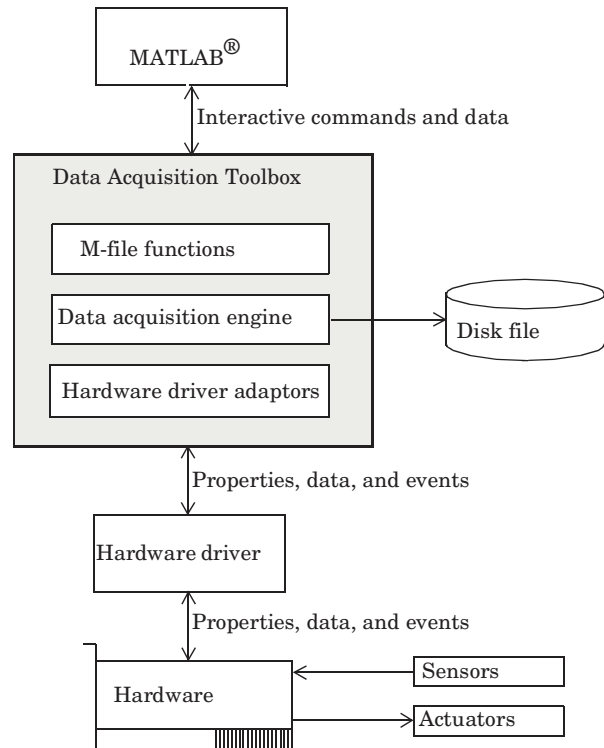 MATLAB®
Interactive commands and data
Data Acquisition Toolbox
M-file functions
Data acquisition engine
Disk file
Hardware driver adaptors
Properties, data, and events
Hardware driver
Properties, data, and events
Sensors
Hardware
Actuators